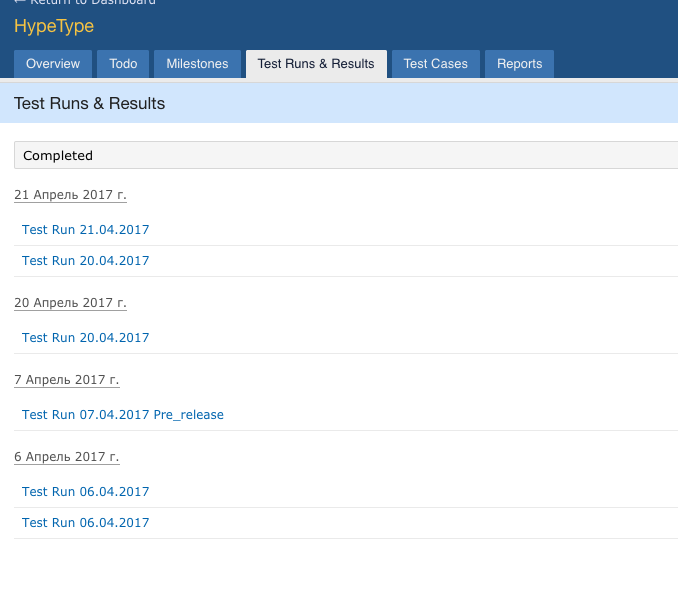 ← Return to Dashboard
HypeType
Overview Todo Milestones Test Runs & Results Test Cases Reports
Test Runs & Results
Completed
21 Апрель 2017 г.
Test Run 21.04.2017
Test Run 20.04.2017
20 Апрель 2017 г.
Test Run 20.04.2017
7 Апрель 2017 г.
Test Run 07.04.2017 Pre_release
6 Апрель 2017 г.
Test Run 06.04.2017
Test Run 06.04.2017